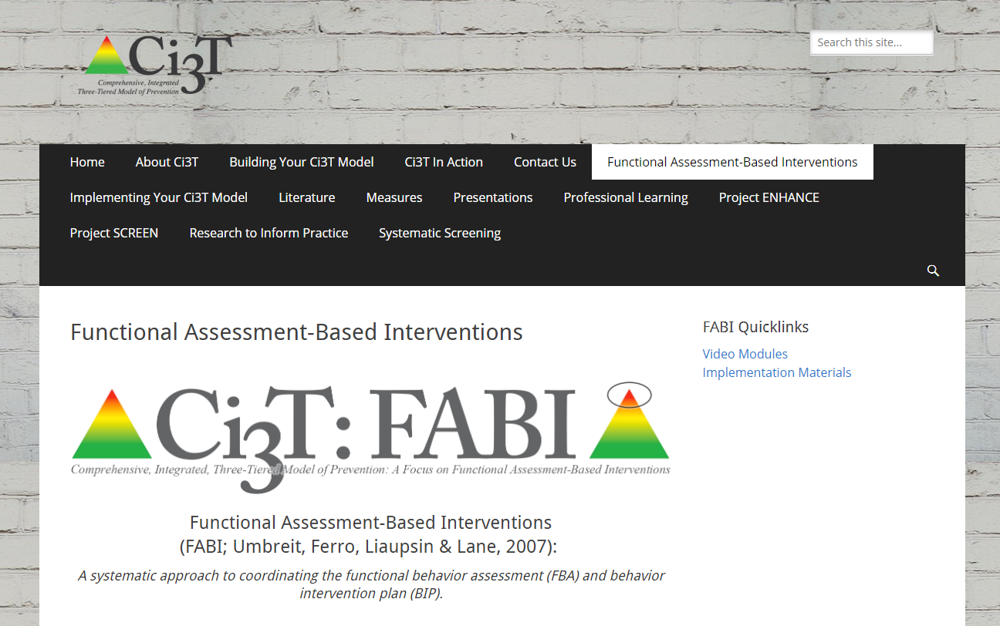 Ci3T
Comprehensive, Integrated
Three-Tiered Model of Prevention
Search this site...
Home About Ci3T Building Your Ci3T Model Ci3T In Action Contact Us Functional Assessment-Based Interventions
Implementing Your Ci3T Model Literature Measures Presentations Professional Learning Project ENHANCE
Project SCREEN Research to Inform Practice Systematic Screening
Functional Assessment-Based Interventions
FABI Quicklinks
Video Modules
Implementation Materials
Ci3T: FABI
Comprehensive, Integrated, Three-Tiered Model of Prevention: A Focus on Functional Assessment-Based Interventions
Functional Assessment-Based Interventions
(FABI; Umbreit, Ferro, Liaupsin & Lane, 2007):
A systematic approach to coordinating the functional behavior assessment (FBA) and behavior
intervention plan (BIP).